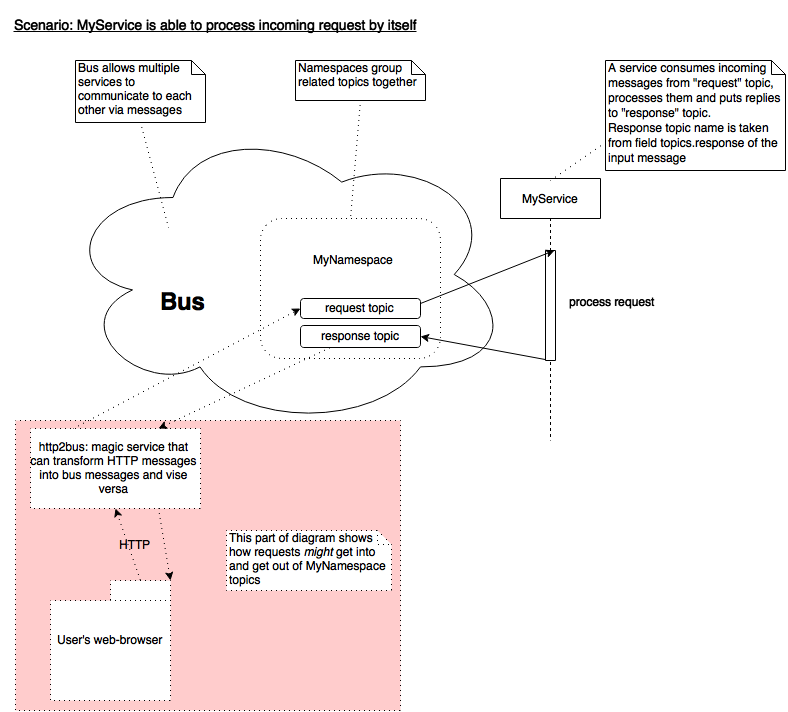 Scenario: MyService is able to process incoming request by itself
Bus allows multiple
services to
communicate to each
other via messages
Namespaces group
related topics together
A service consumes incoming
messages from "request" topic,
processes them and puts replies
to "response" topic.
Response topic name is taken
from field topics.response of the
input message
MyService
MyNamespace
Bus
request topic
response topic
process request
http2bus: magic service that
can transform HTTP messages
into bus messages and vise
versa
HTTP
This part of diagram shows
how requests might get into
and get out of MyNamespace
topics
User's web-browser